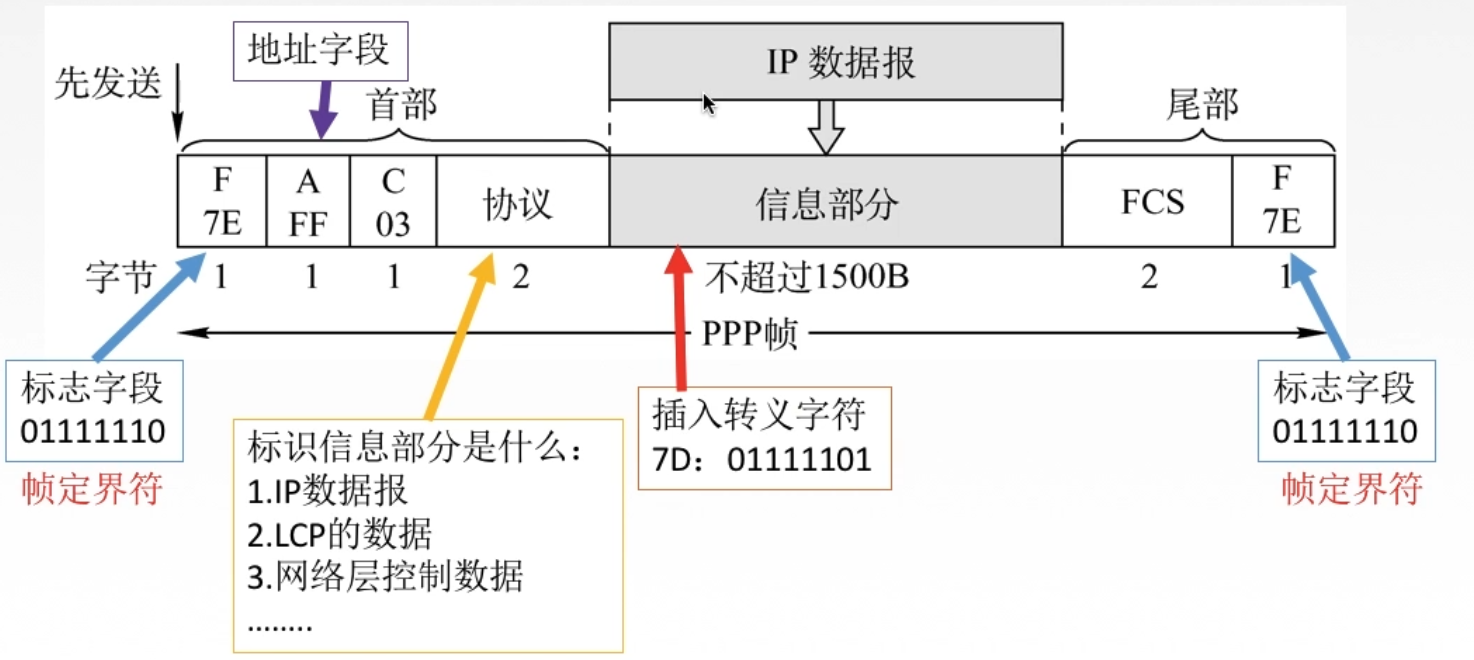 地址字段
IP 数据报
先发送
首部
尾部
F
7E
A
FF
C
03
协议
信息部分
FCS
F
7E
字节
1
1
1
2
不超过1500B
2
1
PPP帧
标志字段
01111110
帧定界符
标识信息部分是什么：
1.IP数据报
2.LCP的数据
3.网络层控制数据
........
插入转义字符
7D：01111101
标志字段
01111110
帧定界符